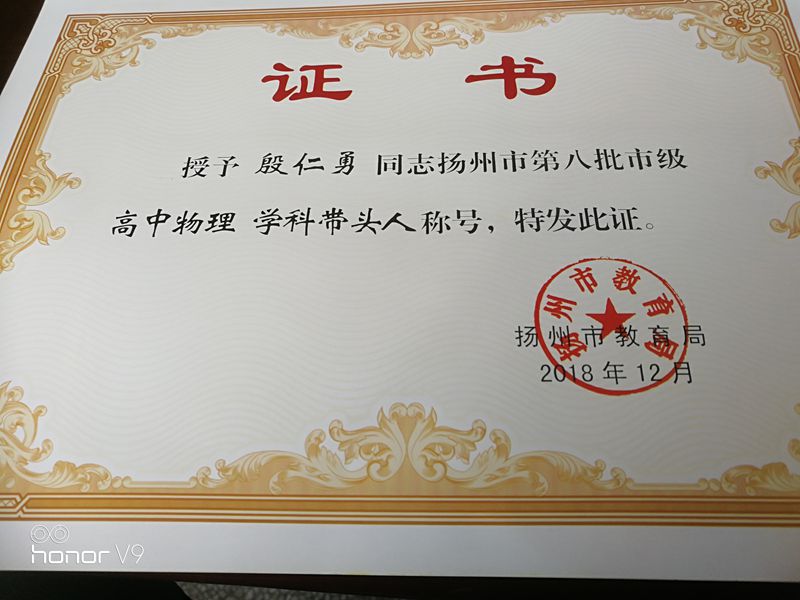 证 书
授予 殷仁勇 同志扬州市第八批市级
高中物理 学科带头人称号，特发此证。
扬州市教育局
扬州市教育局
2018年12月
honor V9